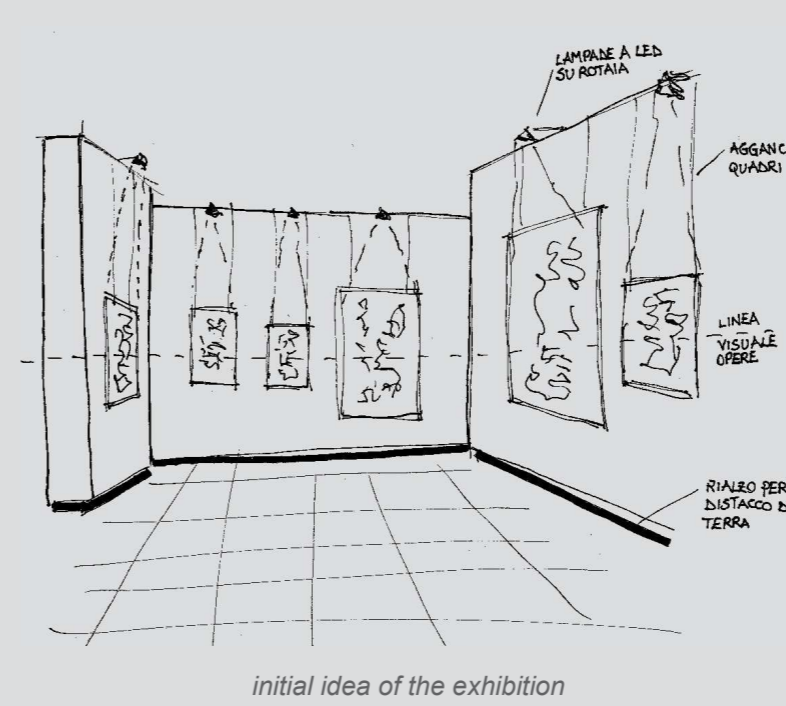 LAMPADE A LED
SU ROTAIA
AGGANC
QUADRI
LINEA
VISUALE
OPERE
RIALZO PER
DISTACCO D
TERRA
initial idea of the exhibition